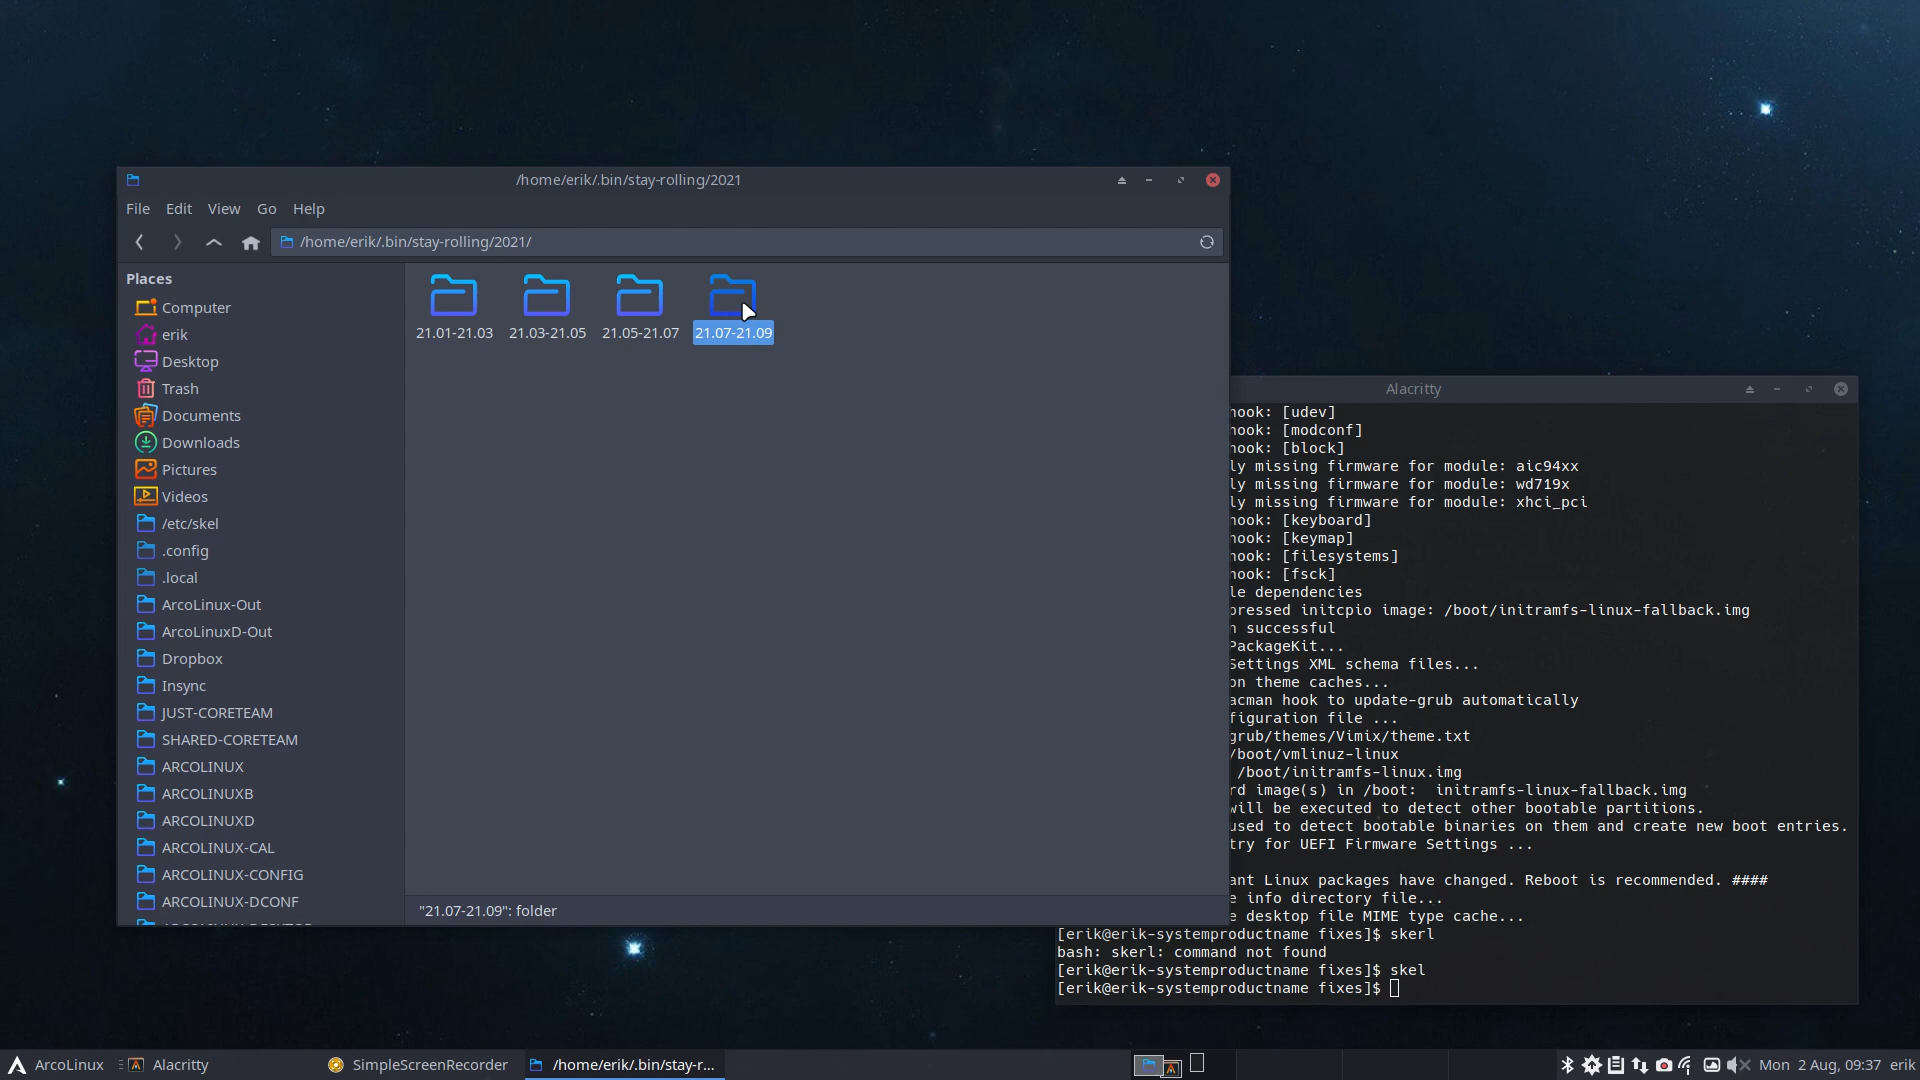 /home/erik/.bin/stay-rolling/2021
File Edit View Go Help
/home/erik/.bin/stay-rolling/2021/
Places
Computer
erik
Desktop
Trash
Documents
Downloads
Pictures
Videos
/etc/skel
.config
.local
ArcoLinux-Out
ArcoLinuxD-Out
Dropbox
Insync
JUST-CORETEAM
SHARED-CORETEAM
ARCOLINUX
ARCOLINUXB
ARCOLINUXD
ARCOLINUX-CAL
ARCOLINUX-CONFIG
ARCOLINUX-DCONF
21.01-21.03 21.03-21.05 21.05-21.07 21.07-21.09
"21.07-21.09": folder
Alacritty
hook: [udev]
hook: [modconf]
hook: [block]
ly missing firmware for module: aic94xx
ly missing firmware for module: wd719x
ly missing firmware for module: xhci_pci
hook: [keyboard]
hook: [keymap]
hook: [filesystems]
hook: [fsck]
le dependencies
pressed initcpio image: /boot/initramfs-linux-fallback.img
n successful
PackageKit...
Settings XML schema files...
on theme caches...
acman hook to update-grub automatically
figuration file ...
grub/themes/Vimix/theme.txt
/boot/vmlinuz-linux
/boot/initramfs-linux.img
rd image(s) in /boot:  initramfs-linux-fallback.img
will be executed to detect other bootable partitions.
used to detect bootable binaries on them and create new boot entries.
try for UEFI Firmware Settings ...
ant Linux packages have changed. Reboot is recommended. ####
e info directory file...
e desktop file MIME type cache...
[erik@erik-systemproductname fixes]$ skerl
bash: skerl: command not found
[erik@erik-systemproductname fixes]$ skel
[erik@erik-systemproductname fixes]$
ArcoLinux Alacritty SimpleScreenRecorder /home/erik/.bin/stay-r... Mon 2 Aug, 09:37 erik